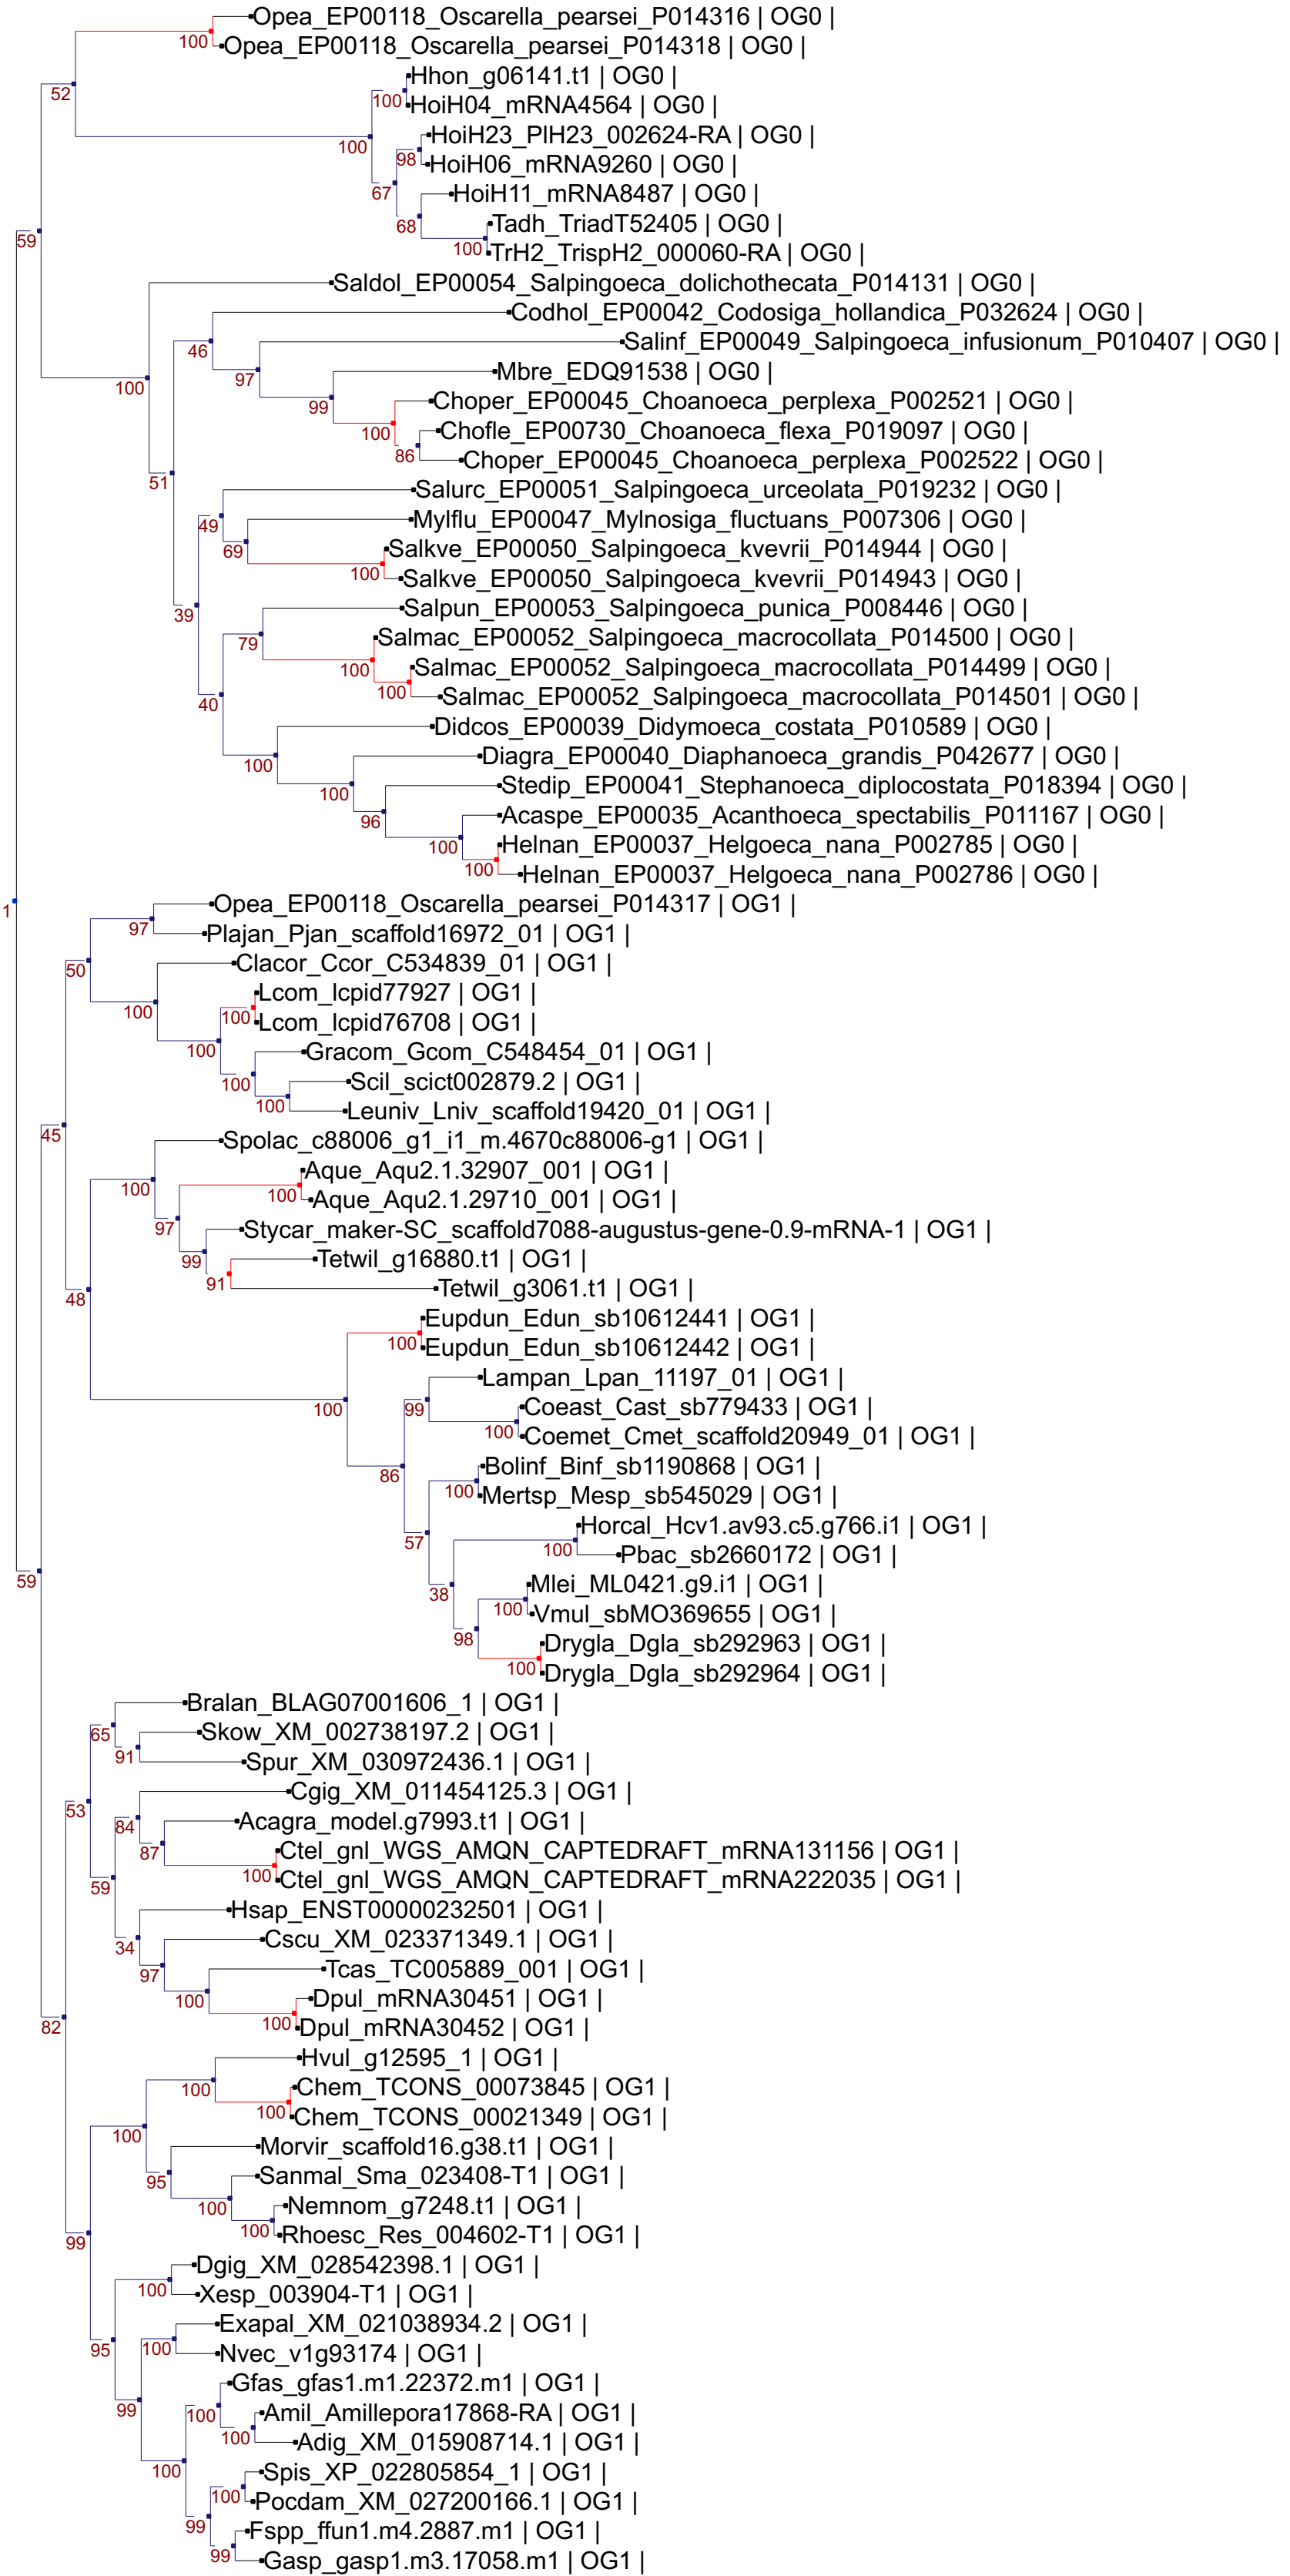 Opea_EP00118_Oscarella_pearsei_P014316 | OG0 |
100
Opea_EP00118_Oscarella_pearsei_P014318 | OG0 |
Hhon_g06141.t1 | OG0 |
52
100
HoiH04_mRNA4564 | OG0 |
HoiH23_PlH23_002624-RA | OG0 |
100
98
HoiH06_mRNA9260 | OG0 |
67
HoiH11_mRNA8487 | OG0 |
68
Tadh_TriadT52405 | OG0 |
59
100
TrH2_TrispH2_000060-RA | OG0 |
Saldol_EP00054_Salpingoeca_dolichothecata_P014131 | OG0 |
Codhol_EP00042_Codosiga_hollandica_P032624 | OG0 |
46
Salinf_EP00049_Salpingoeca_infusionum_P010407 | OG0 |
97
Mbre_EDQ91538 | OG0 |
100
99
Choper_EP00045_Choanoeca_perplexa_P002521 | OG0 |
100
Chofle_EP00730_Choanoeca_flexa_P019097 | OG0 |
86
Choper_EP00045_Choanoeca_perplexa_P002522 | OG0 |
51
Salurc_EP00051_Salpingoeca_urceolata_P019232 | OG0 |
49
Mylflu_EP00047_Mylnosiga_fluctuans_P007306 | OG0 |
69
Salkve_EP00050_Salpingoeca_kvevrii_P014944 | OG0 |
100
Salkve_EP00050_Salpingoeca_kvevrii_P014943 | OG0 |
39
Salpun_EP00053_Salpingoeca_punica_P008446 | OG0 |
79
Salmac_EP00052_Salpingoeca_macrocollata_P014500 | OG0 |
100
Salmac_EP00052_Salpingoeca_macrocollata_P014499 | OG0 |
100
Salmac_EP00052_Salpingoeca_macrocollata_P014501 | OG0 |
40
Didcos_EP00039_Didymoeca_costata_P010589 | OG0 |
100
Diagra_EP00040_Diaphanoeca_grandis_P042677 | OG0 |
100
Stedip_EP00041_Stephanoeca_diplocostata_P018394 | OG0 |
96
Acaspe_EP00035_Acanthoeca_spectabilis_P011167 | OG0 |
100
Helnan_EP00037_Helgoeca_nana_P002785 | OG0 |
100
Helnan_EP00037_Helgoeca_nana_P002786 | OG0 |
1
Opea_EP00118_Oscarella_pearsei_P014317 | OG1 |
97
Plajan_Pjan_scaffold16972_01 | OG1 |
50
Clacor_Ccor_C534839_01 | OG1 |
100
Lcom_lcpid77927 | OG1 |
100
Lcom_lcpid76708 | OG1 |
100
Gracom_Gcom_C548454_01 | OG1 |
100
Scil_scict002879.2 | OG1 |
100
Leuniv_Lniv_scaffold19420_01 | OG1 |
45
Spolac_c88006_g1_i1_m.4670c88006-g1 | OG1 |
100
Aque_Aqu2.1.32907_001 | OG1 |
100
Aque_Aqu2.1.29710_001 | OG1 |
97
Stycar_maker-SC_scaffold7088-augustus-gene-0.9-mRNA-1 | OG1 |
99
Tetwil_g16880.t1 | OG1 |
91
Tetwil_g3061.t1 | OG1 |
48
Eupdun_Edun_sb10612441 | OG1 |
100
Eupdun_Edun_sb10612442 | OG1 |
Lampan_Lpan_11197_01 | OG1 |
100
99
Coeast_Cast_sb779433 | OG1 |
100
Coemet_Cmet_scaffold20949_01 | OG1 |
86
Bolinf_Binf_sb1190868 | OG1 |
100
Mertsp_Mesp_sb545029 | OG1 |
57
Horcal_Hcv1.av93.c5.g766.i1 | OG1 |
100
Pbac_sb2660172 | OG1 |
59
38
Mlei_ML0421.g9.i1 | OG1 |
100
Vmul_sbMO369655 | OG1 |
98
Drygla_Dgla_sb292963 | OG1 |
100
Drygla_Dgla_sb292964 | OG1 |
Bralan_BLAG07001606_1 | OG1 |
65
Skow_XM_002738197.2 | OG1 |
91
Spur_XM_030972436.1 | OG1 |
53
Cgig_XM_011454125.3 | OG1 |
84
Acagra_model.g7993.t1 | OG1 |
87
Ctel_gnl_WGS_AMQN_CAPTEDRAFT_mRNA131156 | OG1 |
100
Ctel_gnl_WGS_AMQN_CAPTEDRAFT_mRNA222035 | OG1 |
59
Hsap_ENST00000232501 | OG1 |
34
Cscu_XM_023371349.1 | OG1 |
97
Tcas_TC005889_001 | OG1 |
100
Dpul_mRNA30451 | OG1 |
100
Dpul_mRNA30452 | OG1 |
82
Hvul_g12595_1 | OG1 |
100
Chem_TCONS_00073845 | OG1 |
100
Chem_TCONS_00021349 | OG1 |
100
Morvir_scaffold16.g38.t1 | OG1 |
95
Sanmal_Sma_023408-T1 | OG1 |
100
Nemnom_g7248.t1 | OG1 |
100
Rhoesc_Res_004602-T1 | OG1 |
99
Dgig_XM_028542398.1 | OG1 |
100
Xesp_003904-T1 | OG1 |
Exapal_XM_021038934.2 | OG1 |
95
100
Nvec_v1g93174 | OG1 |
Gfas_gfas1.m1.22372.m1 | OG1 |
99
100
Amil_Amillepora17868-RA | OG1 |
100
Adig_XM_015908714.1 | OG1 |
100
Spis_XP_022805854_1 | OG1 |
100
Pocdam_XM_027200166.1 | OG1 |
99
Fspp_ffun1.m4.2887.m1 | OG1 |
99
Gasp_gasp1.m3.17058.m1 | OG1 |